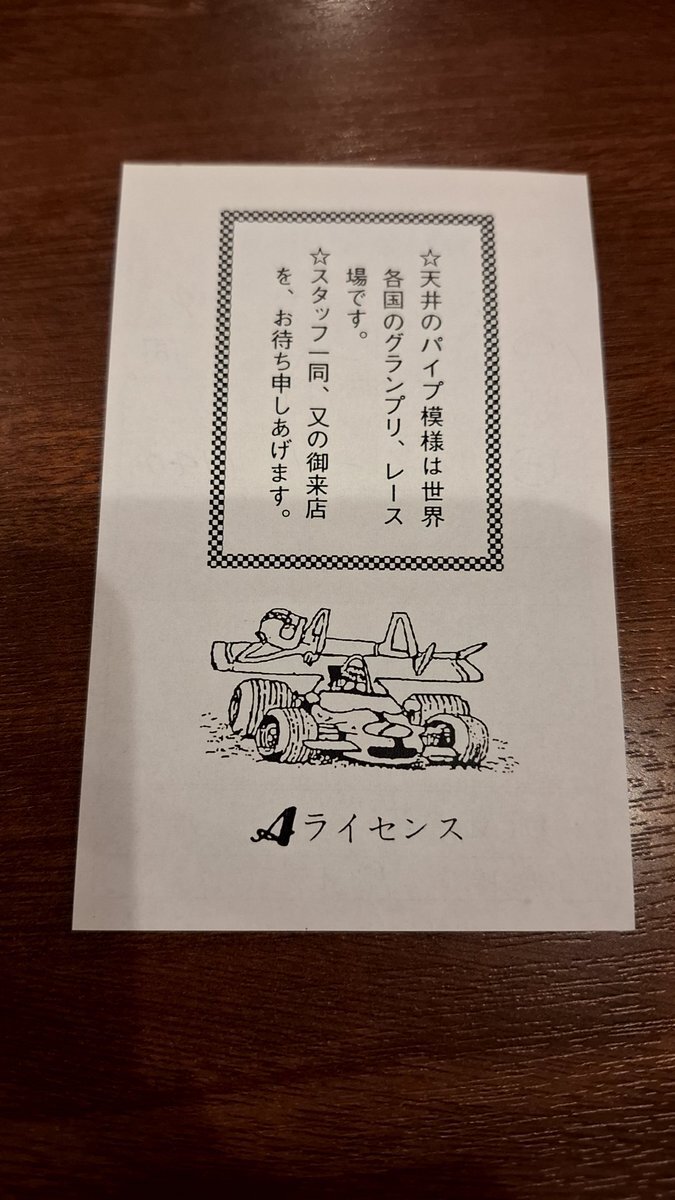 ☆天井のパイプ模様は世界
各国のグランプリ、レース
場です。
☆スタッフ一同、又の御来店
を、お待ち申しあげます。
Aライセンス